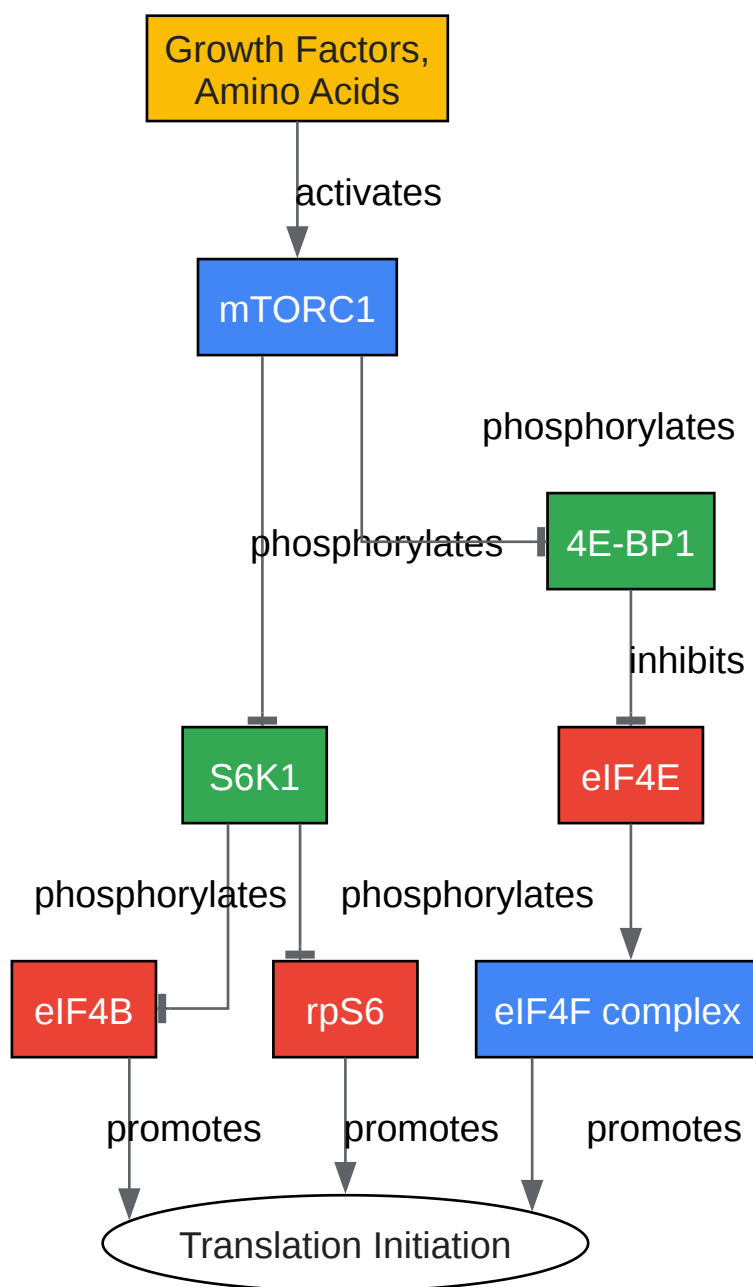 Growth Factors,
Amino Acids
activates
mTORC1
phosphorylates
phosphorylates
4E-BP1
inhibits
S6K1
eIF4E
phosphorylates
phosphorylates
eIF4B
rpS6
eIF4F complex
promotes
promotes
promotes
Translation Initiation